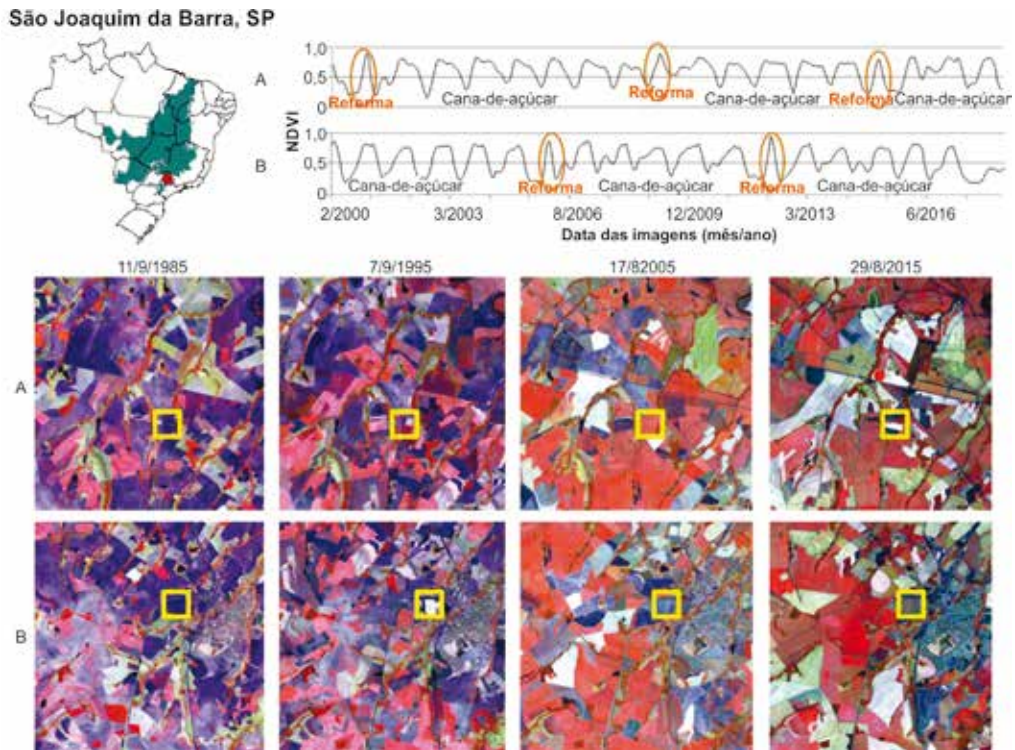 São Joaquim da Barra, SP
NDVI
A
1,0
0,5
0
Reforma
Cana-de-açúcar
Reforma
Cana-de-açúcar
Reforma
Cana-de-açúcar
B
1,0
0,5
0
Cana-de-açúcar
Reforma
Cana-de-açúcar
Reforma
Cana-de-açúcar
2/2000 3/2003 8/2006 12/2009 3/2013 6/2016
Data das imagens (mês/ano)
11/9/1985 7/9/1995 17/82005 29/8/2015
A
B